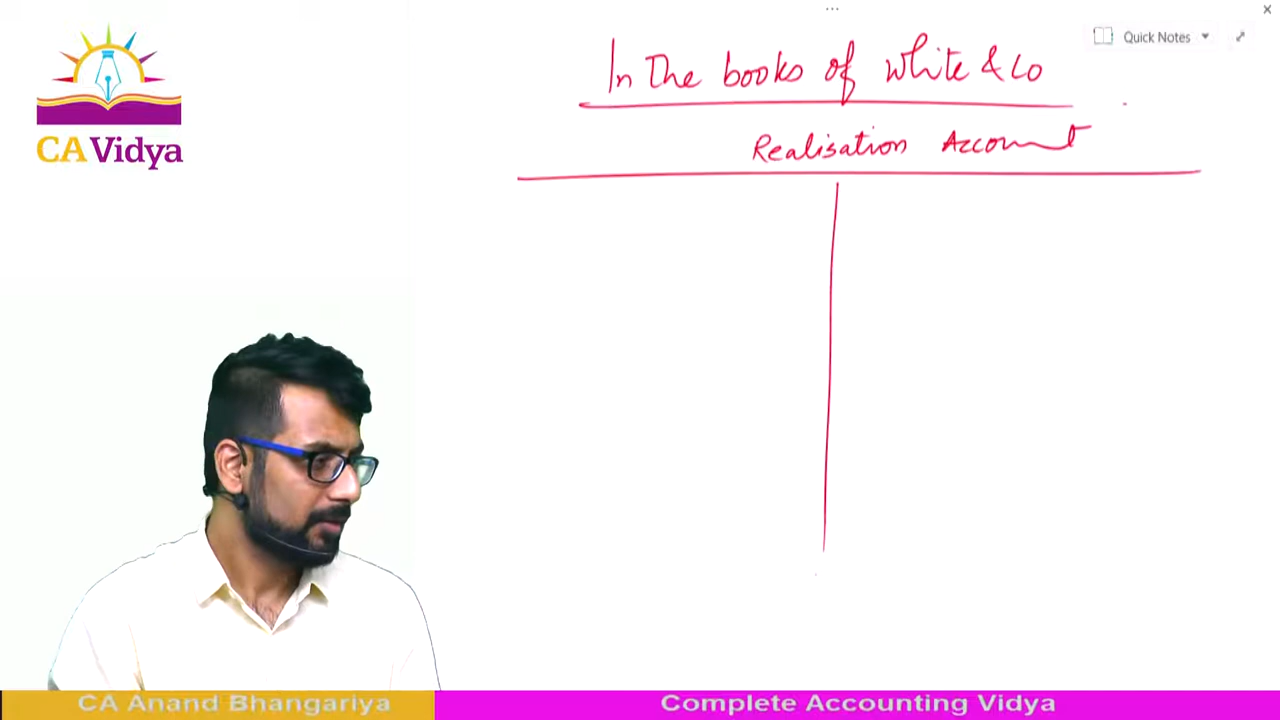 In The books of white & Co
Quick Notes
Realisation Account
CA Vidya
CA Anand Bhangariya
Complete Accounting Vidya